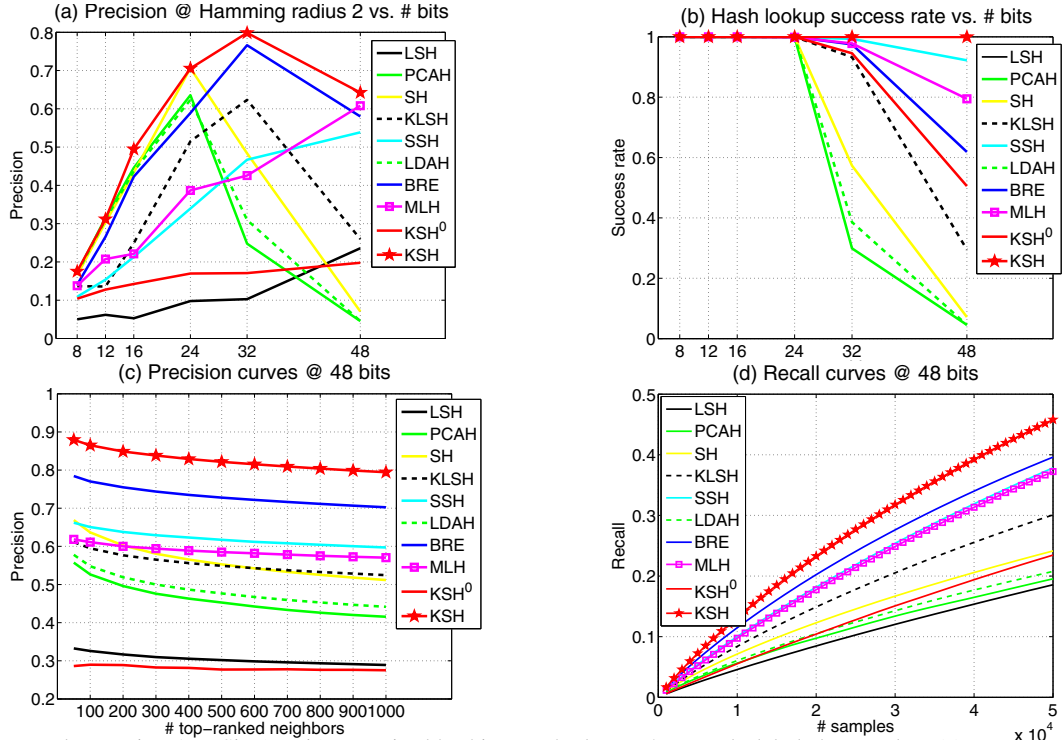 (a) Precision @ Hamming radius 2 vs. # bits
0.8
0.7
0.6
0.5
0.4
0.3
0.2
0.1
0
Precision
8 12 16 24 32 48
LSH
PCAH
SH
KLSH
SSH
LDAH
BRE
MLH
KSH⁰
KSH
(b) Hash lookup success rate vs. # bits
1
0.8
0.6
0.4
0.2
0
Success rate
8 12 16 24 32 48
LSH
PCAH
SH
KLSH
SSH
LDAH
BRE
MLH
KSH⁰
KSH
(c) Precision curves @ 48 bits
1
0.9
0.8
0.7
0.6
0.5
0.4
0.3
0.2
Precision
100 200 300 400 500 600 700 800 900 1000
# top−ranked neighbors
LSH
PCAH
SH
KLSH
SSH
LDAH
BRE
MLH
KSH⁰
KSH
(d) Recall curves @ 48 bits
0.5
0.4
0.3
0.2
0.1
0
Recall
0 1 2 3 4 5
# samples
x 10⁴
LSH
PCAH
SH
KLSH
SSH
LDAH
BRE
MLH
KSH⁰
KSH